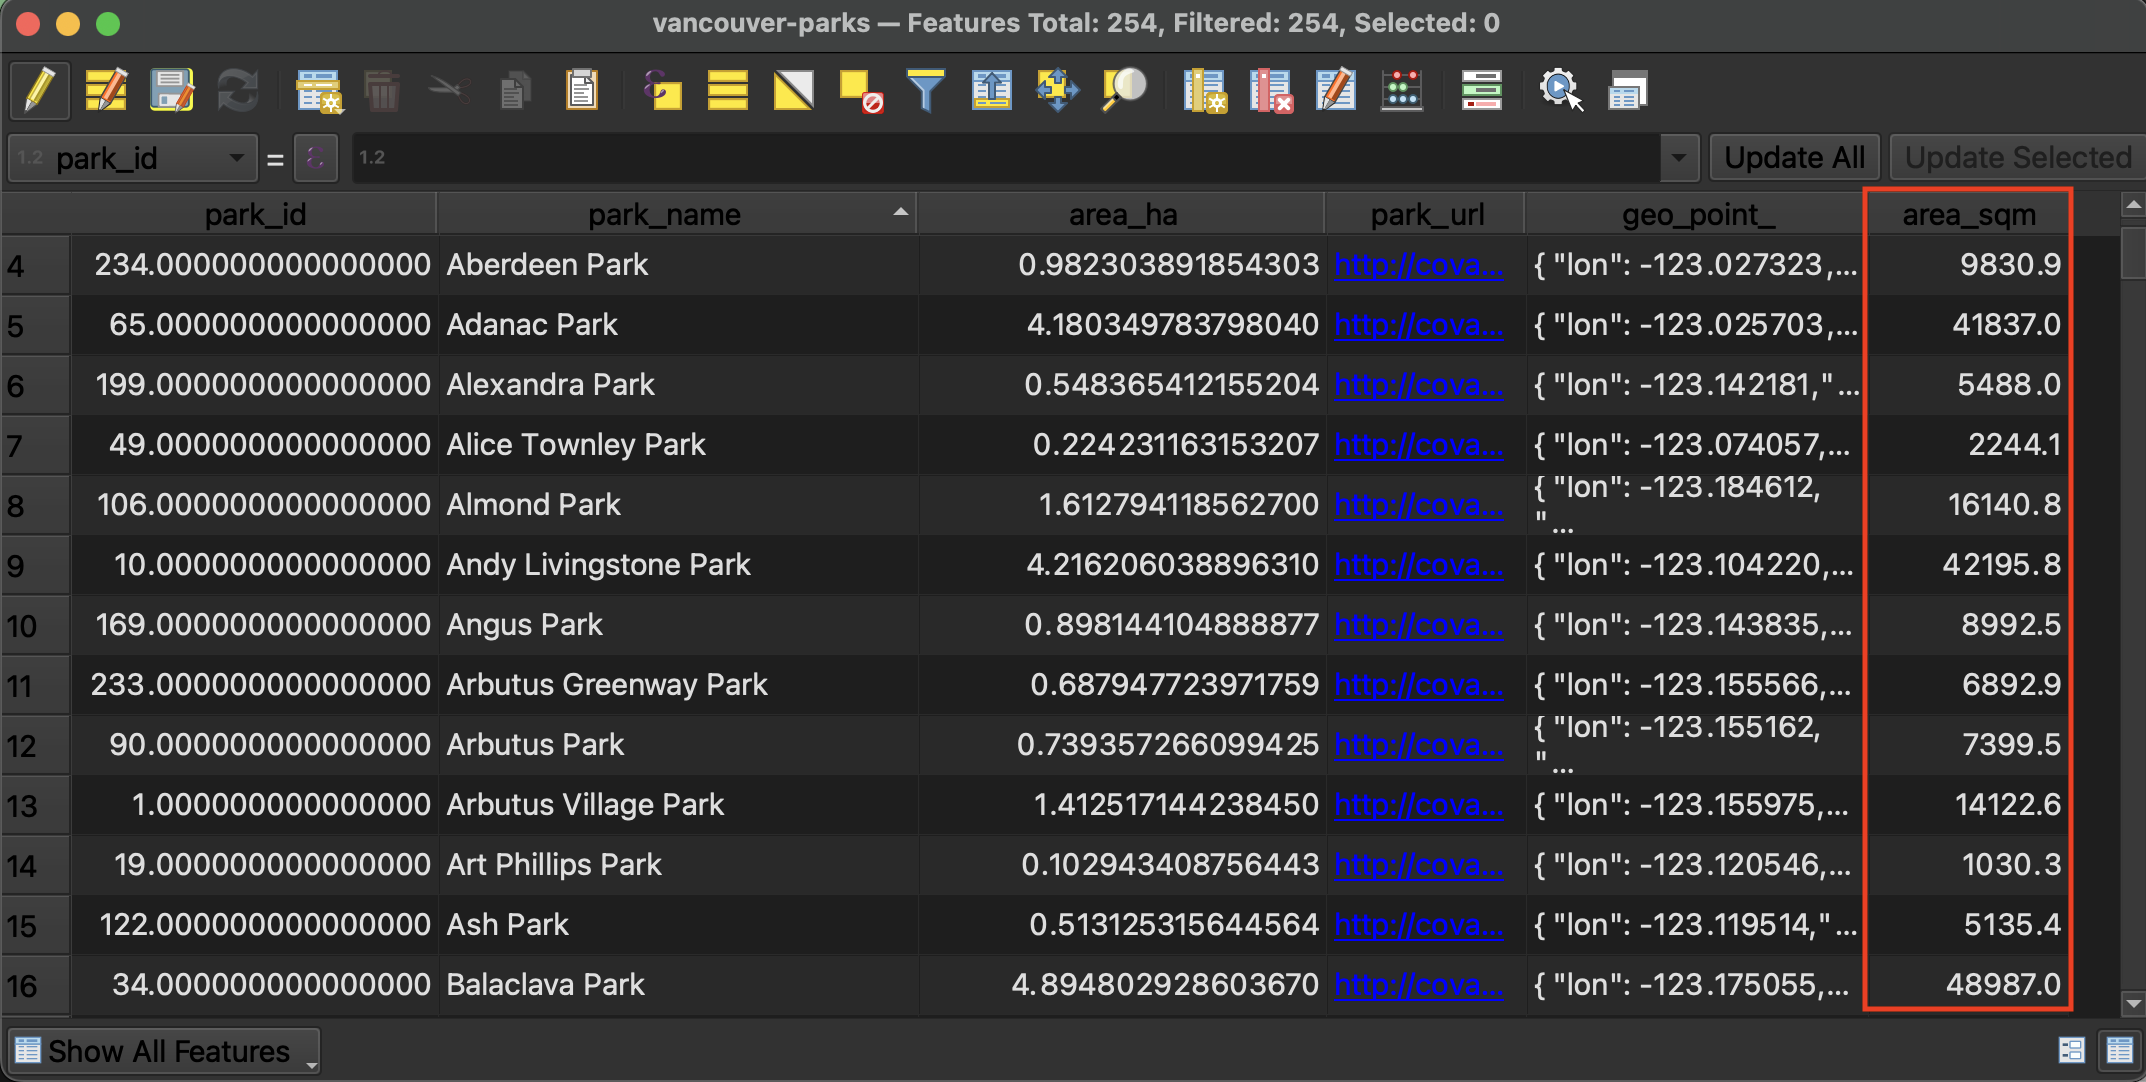 vancouver-parks — Features Total: 254, Filtered: 254, Selected: 0
1.2 park_id = ε 1.2 Update All Update Selected
park_id park_name area_ha park_url geo_point_ area_sqm
4 234.000000000000000 Aberdeen Park 0.982303891854303 http://cova... { "lon": -123.027323,... 9830.9
5 65.000000000000000 Adanac Park 4.180349783798040 http://cova... { "lon": -123.025703,... 41837.0
6 199.000000000000000 Alexandra Park 0.548365412155204 http://cova... { "lon": -123.142181," ... 5488.0
7 49.000000000000000 Alice Townley Park 0.224231163153207 http://cova... { "lon": -123.074057,... 2244.1
8 106.000000000000000 Almond Park 1.612794118562700 http://cova... { "lon": -123.184612, " ... 16140.8
9 10.000000000000000 Andy Livingstone Park 4.216206038896310 http://cova... { "lon": -123.104220,... 42195.8
10 169.000000000000000 Angus Park 0.898144104888877 http://cova... { "lon": -123.143835,... 8992.5
11 233.000000000000000 Arbutus Greenway Park 0.687947723971759 http://cova... { "lon": -123.155566,... 6892.9
12 90.000000000000000 Arbutus Park 0.739357266099425 http://cova... { "lon": -123.155162, " ... 7399.5
13 1.000000000000000 Arbutus Village Park 1.412517144238450 http://cova... { "lon": -123.155975,... 14122.6
14 19.000000000000000 Art Phillips Park 0.102943408756443 http://cova... { "lon": -123.120546,... 1030.3
15 122.000000000000000 Ash Park 0.513125315644564 http://cova... { "lon": -123.119514," ... 5135.4
16 34.000000000000000 Balaclava Park 4.894802928603670 http://cova... { "lon": -123.175055,... 48987.0
Show All Features